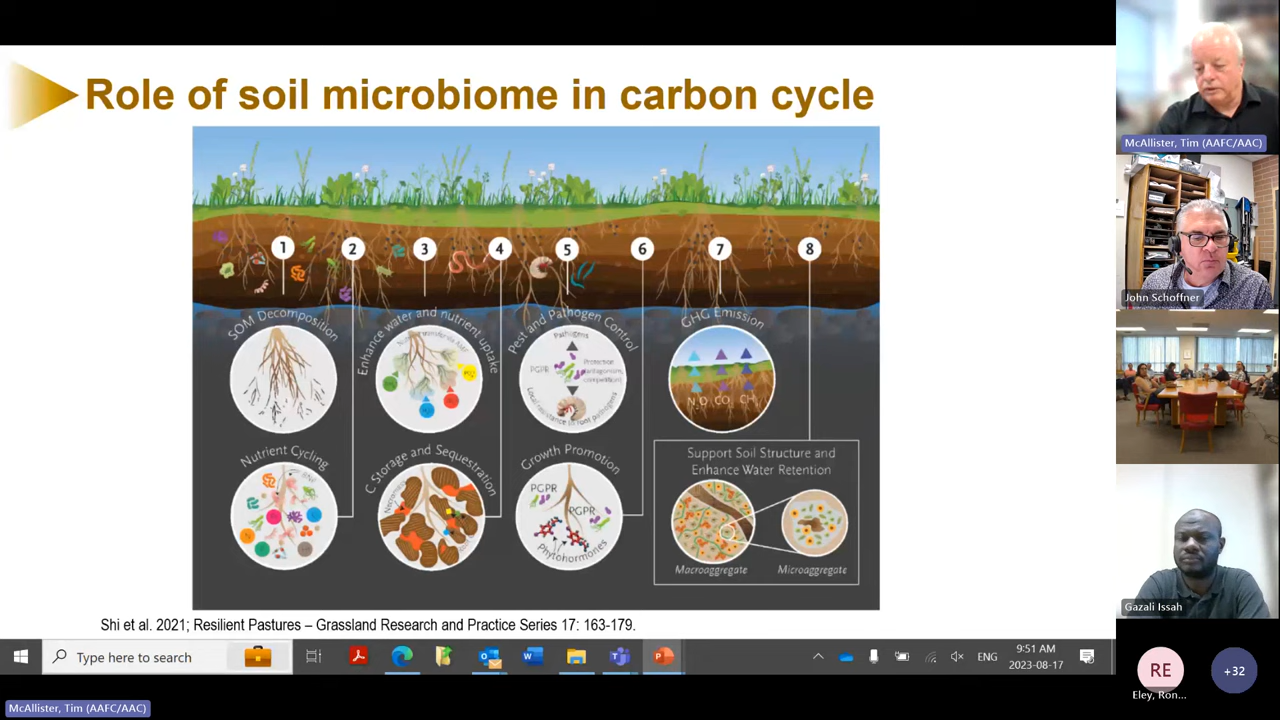 Role of soil microbiome in carbon cycle
1
2
3
4
5
6
7
8
SOM Decomposition
Enhance water and nutrient uptake
Pest and Pathogen Control
Pathogens
PGPR
Protection
(antagonism,
competition)
Local resistance to root pathogens
GHG Emission
N₂O CO₂ CH₄
Nutrient Cycling
C Storage and Sequestration
Growth Promotion
PGPR
PGPR
Phytohormones
Support Soil Structure and
Enhance Water Retention
Macroaggregate
Microaggregate
Shi et al. 2021; Resilient Pastures – Grassland Research and Practice Series 17: 163-179.
McAllister, Tim (AAFC/AAC)
John Schoffner
Gazali Issah
RE
Eley, Ron...
+32
Type here to search
ENG
9:51 AM
2023-08-17
McAllister, Tim (AAFC/AAC)